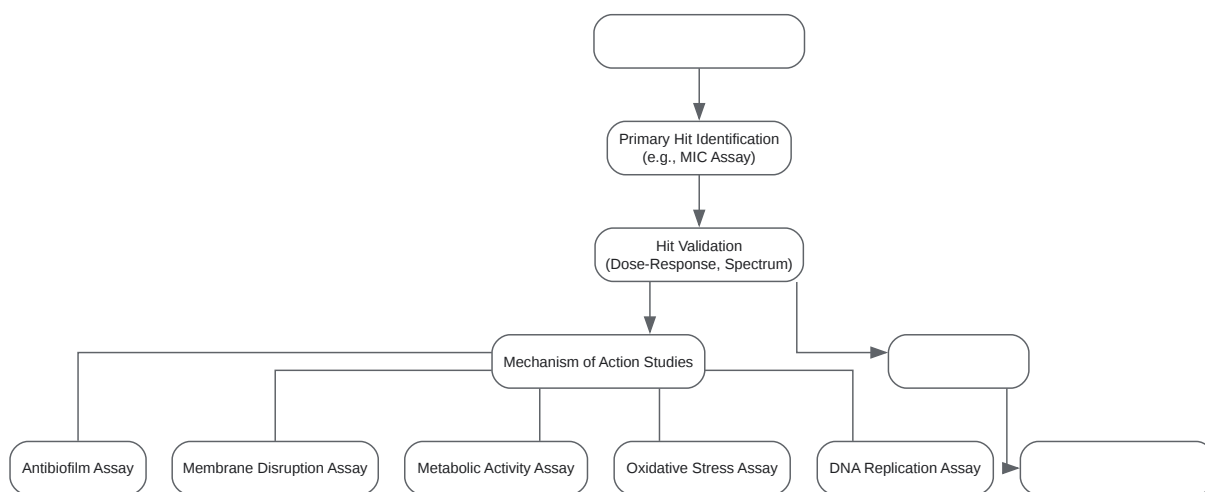 Primary Hit Identification
(e.g., MIC Assay)
Hit Validation
(Dose-Response, Spectrum)
Mechanism of Action Studies
Antibiofilm Assay
Membrane Disruption Assay
Metabolic Activity Assay
Oxidative Stress Assay
DNA Replication Assay